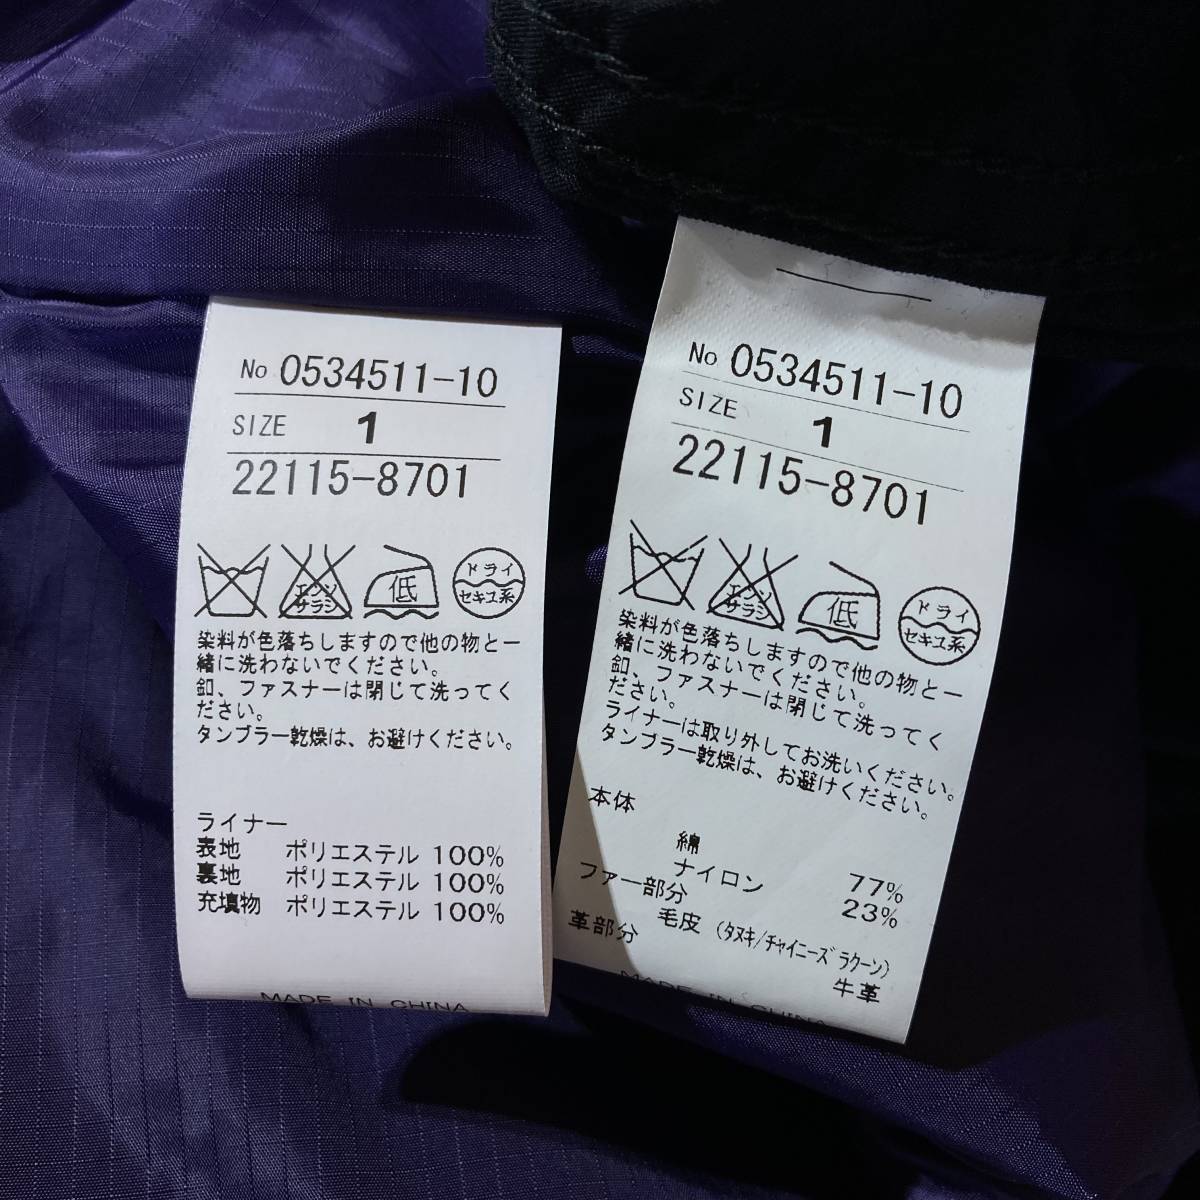 No 0534511-10
SIZE 1
22115-8701
エンソ
サラシ
低
ドライ
セキユ系
染料が色落ちしますので他の物と一
緒に洗わないでください。
釦、ファスナーは閉じて洗ってく
ださい。
タンブラー乾燥は、お避けください。
ライナー
表地 ポリエステル 100%
裏地 ポリエステル 100%
充填物 ポリエステル 100%
MADE IN CHINA
No 0534511-10
SIZE 1
22115-8701
エンソ
サラシ
低
ドライ
セキユ系
染料が色落ちしますので他の物と一
緒に洗わないでください。
釦、ファスナーは閉じて洗ってく
ださい。
ライナーは取り外してお洗いください。
タンブラー乾燥は、お避けください。
本体
綿 77%
ナイロン 23%
ファー部分
毛皮 (タヌキ/チャイニーズラクーン)
革部分 牛革
MADE IN CHINA